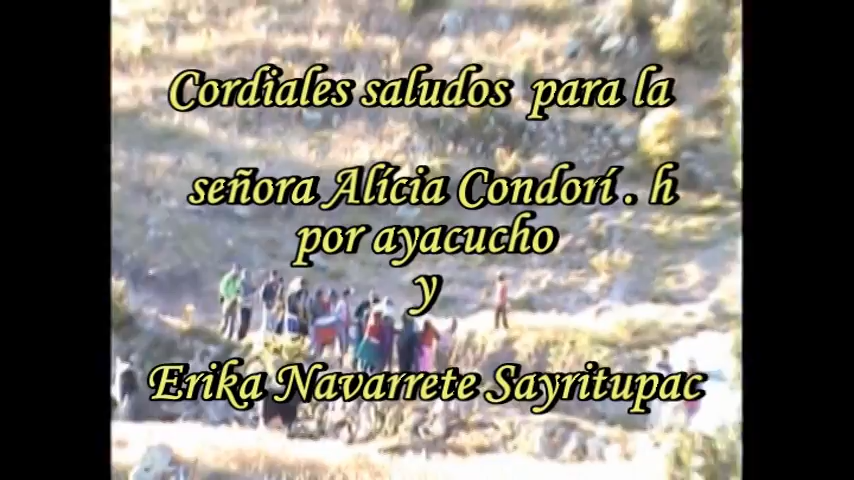 Cordiales saludos para la
señora Alícia Condorí . h
por ayacucho
y
Erika Navarrete Sayritupac